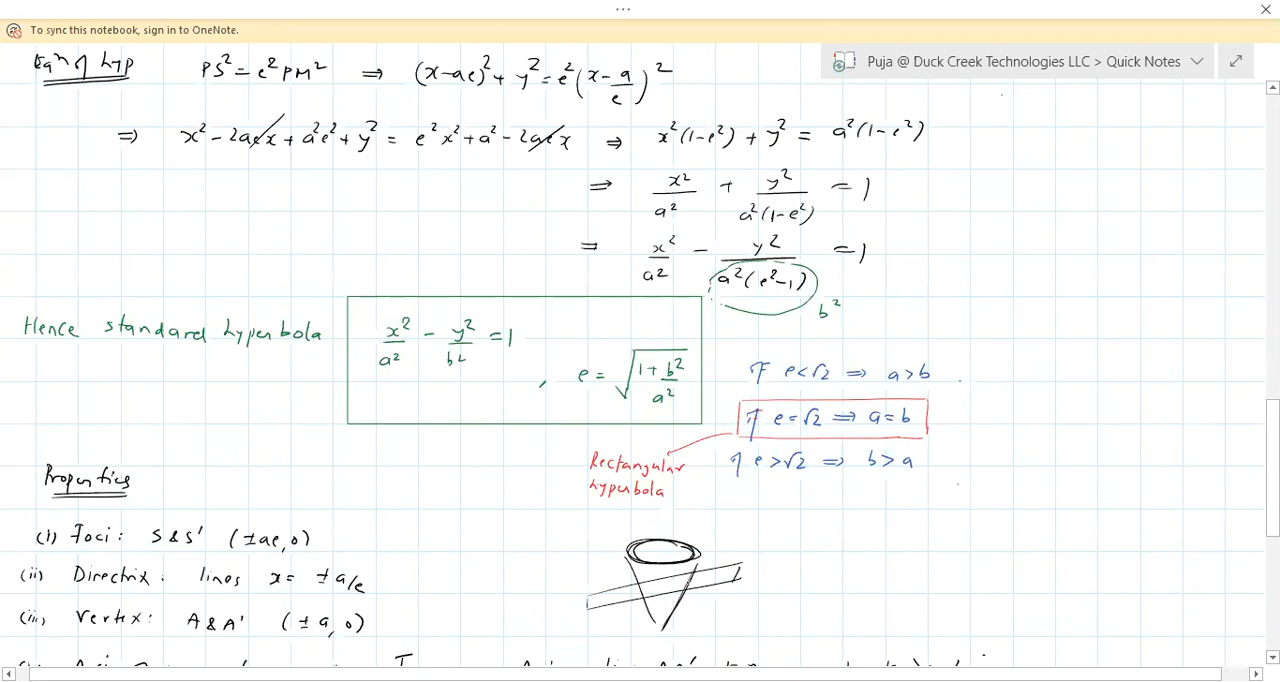 To sync this notebook, sign in to OneNote.
Puja @ Duck Creek Technologies LLC > Quick Notes
Eqⁿ of hyp PS² = e² PM² ⇒ (x-ae)² + y² = e² (x - a/e)²
⇒ x² - 2aex + a²e² + y² = e²x² + a² - 2aex ⇒ x²(1-e²) + y² = a²(1-e²)
⇒ x²/a² + y²/a²(1-e²) = 1
⇒ x²/a² - y²/a²(e²-1) = 1
b²
Hence standard hyperbola x²/a² - y²/b² = 1 , e = √(1 + b²/a²)
If e < √2 ⇒ a > b
If e = √2 ⇒ a = b
If e > √2 ⇒ b > a
Rectangular
hyperbola
Properties
(i) Foci: S & S' (±ae, 0)
(ii) Directrix: lines x = ±a/e
(iii) Vertex: A & A' (±a, 0)